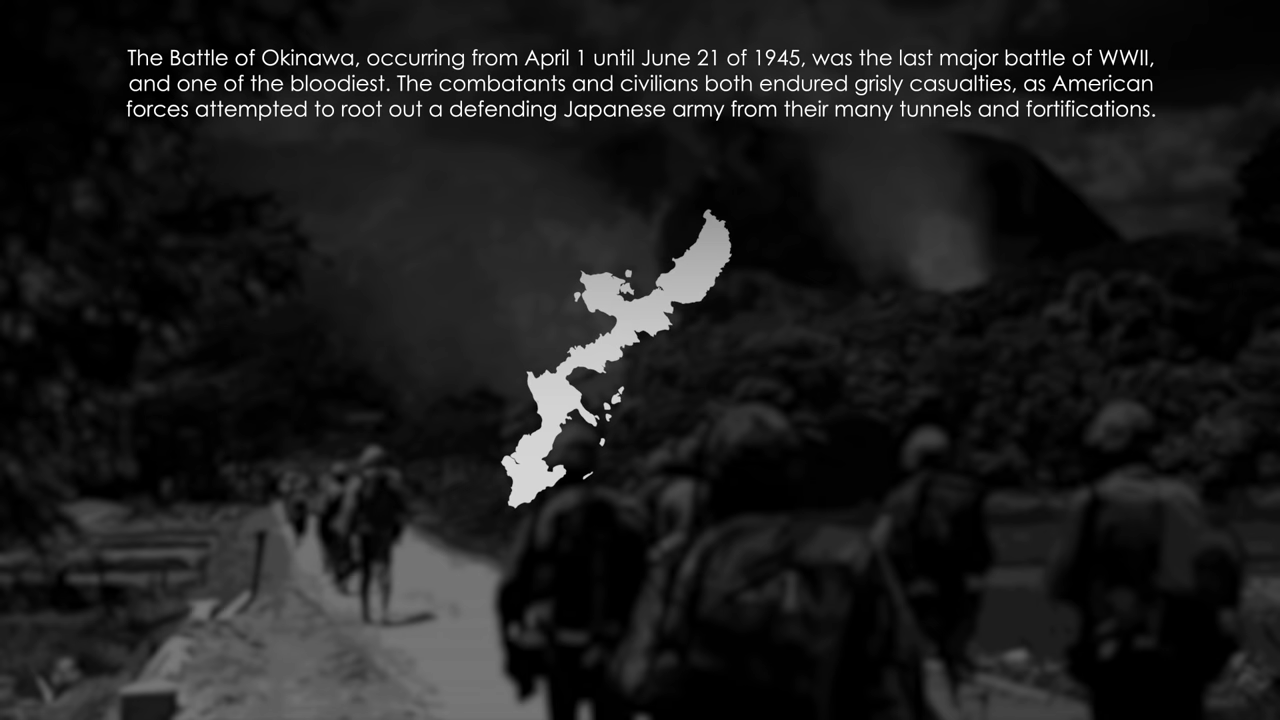 The Battle of Okinawa, occurring from April 1 until June 21 of 1945, was the last major battle of WWII,
and one of the bloodiest. The combatants and civilians both endured grisly casualties, as American
forces attempted to root out a defending Japanese army from their many tunnels and fortifications.